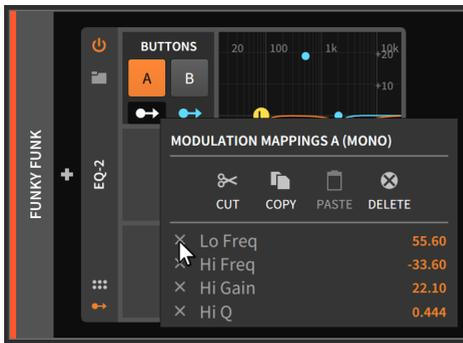 FUNKY FUNK
EQ-2
BUTTONS
A B
20 100 1k 10k
+20
+10
L
MODULATION MAPPINGS A (MONO)
CUT COPY PASTE DELETE
Lo Freq 55.60
Hi Freq -33.60
Hi Gain 22.10
Hi Q 0.444